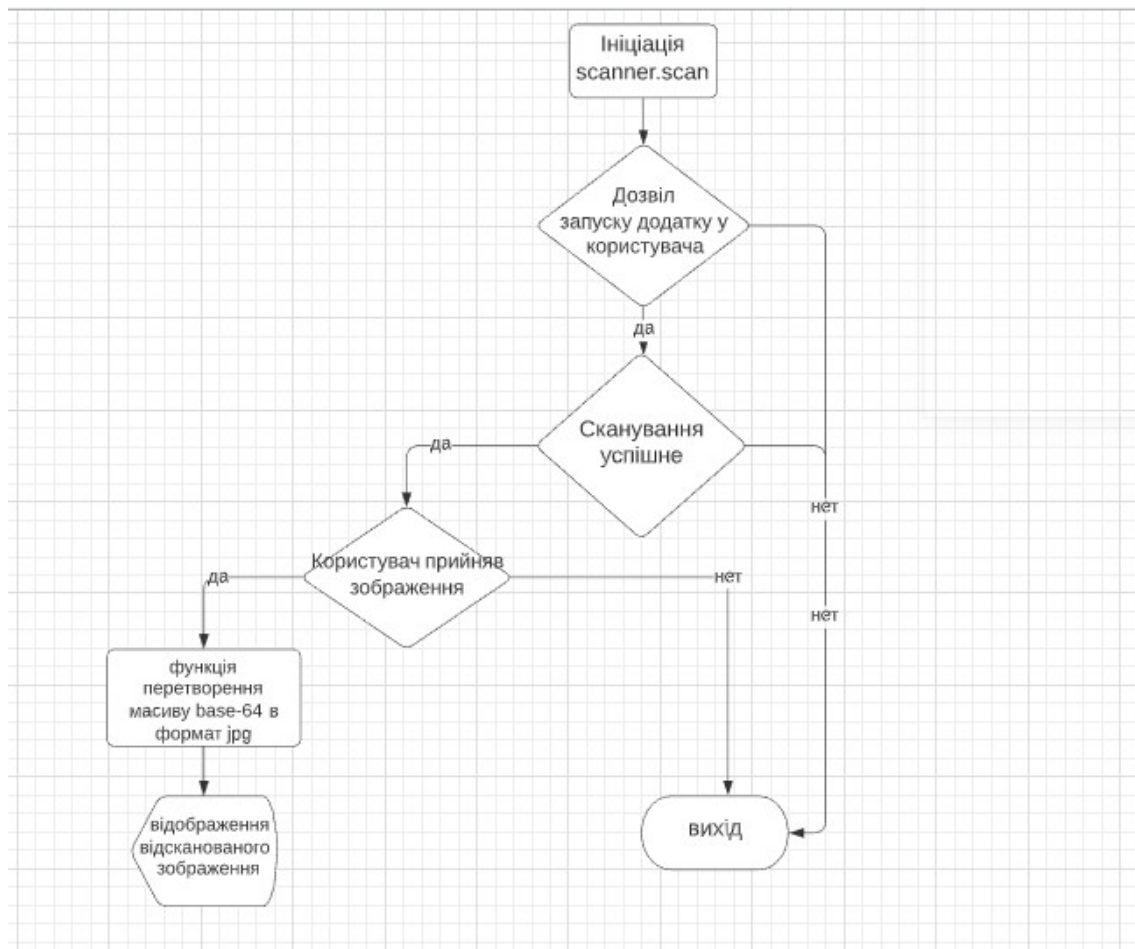 Ініціація
scanner.scan
Дозвіл
запуску додатку у
користувача
да
Сканування
успішне
да
нет
Користувач прийняв
зображення
да
нет
нет
функція
перетворення
масиву base-64 в
формат jpg
відображення
відсканованого
зображення
вихід